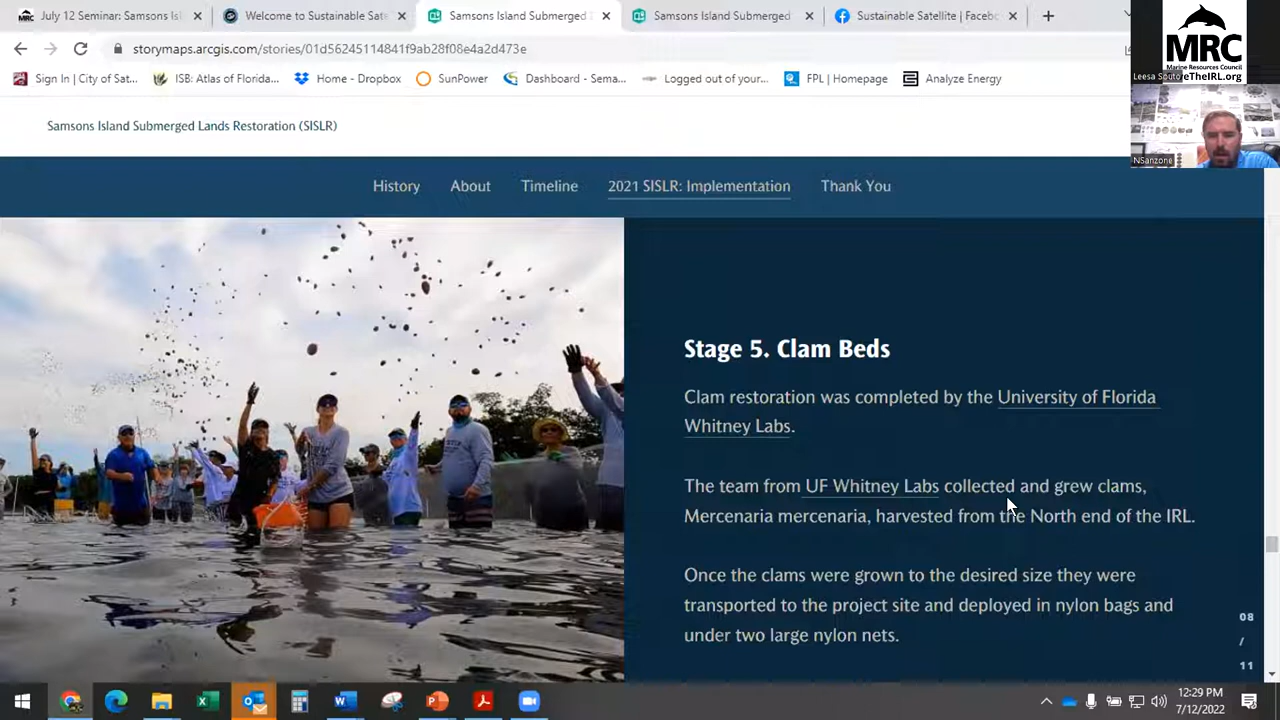 July 12 Seminar: Samsons Isl
Welcome to Sustainable Sate
Samsons Island Submerged
Samsons Island Submerged
Sustainable Satellite | Facebo
storymaps.arcgis.com/stories/01d56245114841f9ab28f08e4a2d473e
Sign In | City of Sat...
ISB: Atlas of Florida...
Home - Dropbox
SunPower
Dashboard - Sema...
Logged out of your...
FPL | Homepage
Analyze Energy
MRC
Marine Resources Council
Leesa Souto
eTheIRL.org
NSanzone
Samsons Island Submerged Lands Restoration (SISLR)
History About Timeline 2021 SISLR: Implementation Thank You
Stage 5. Clam Beds
Clam restoration was completed by the University of Florida
Whitney Labs.
The team from UF Whitney Labs collected and grew clams,
Mercenaria mercenaria, harvested from the North end of the IRL.
Once the clams were grown to the desired size they were
transported to the project site and deployed in nylon bags and
under two large nylon nets.
08
/
11
12:29 PM
7/12/2022